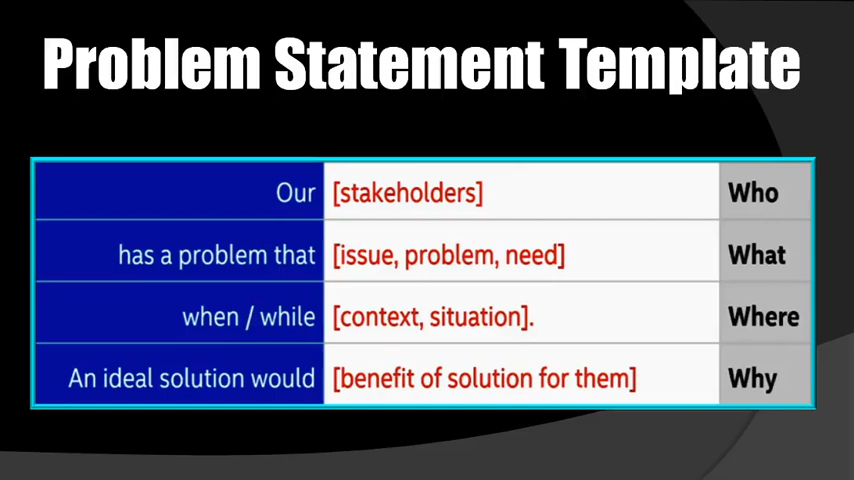 Problem Statement Template
Our [stakeholders] Who
has a problem that [issue, problem, need] What
when / while [context, situation]. Where
An ideal solution would [benefit of solution for them] Why